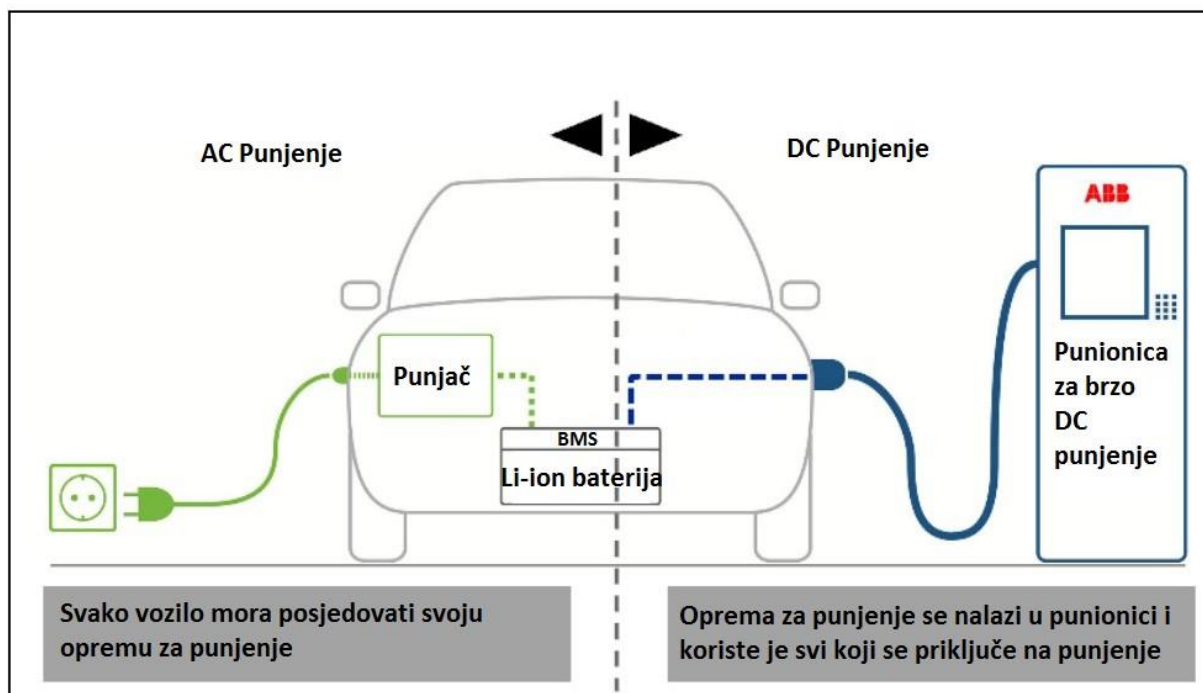 AC Punjenje
DC Punjenje
ABB
Punjač
BMS
Li-ion baterija
Punionica
za brzo
DC
punjenje
Svako vozilo mora posjedovati svoju
opremu za punjenje
Oprema za punjenje se nalazi u punionici i
koriste je svi koji se priključe na punjenje